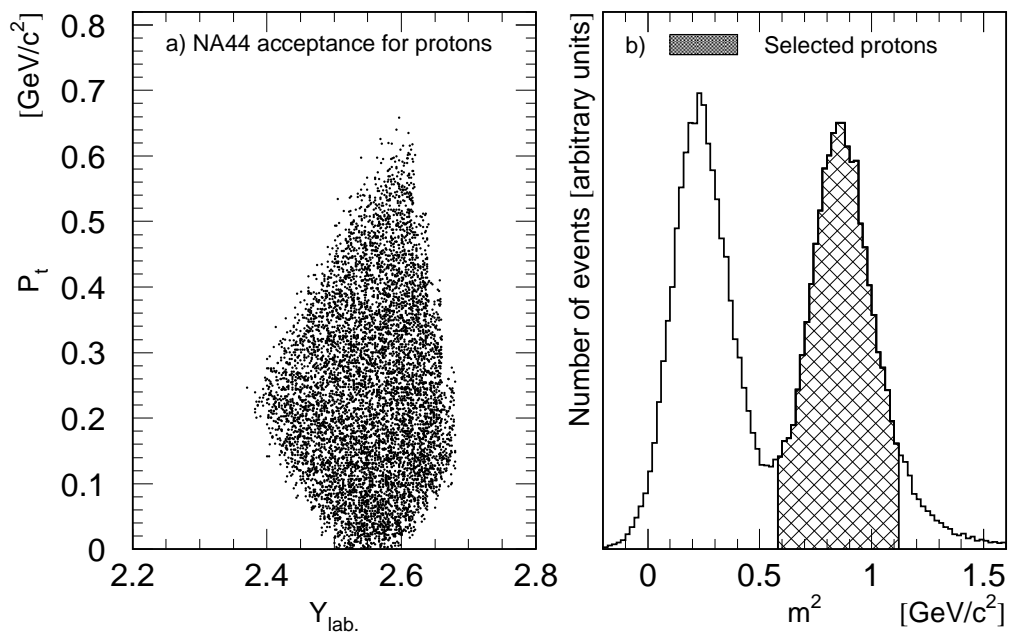 a) NA44 acceptance for protons
P_t [GeV/c²]
0.8
0.7
0.6
0.5
0.4
0.3
0.2
0.1
0
2.2 2.4 2.6 2.8
Y_lab.
b) Selected protons
Number of events [arbitrary units]
0 0.5 1 1.5
m² [GeV/c²]